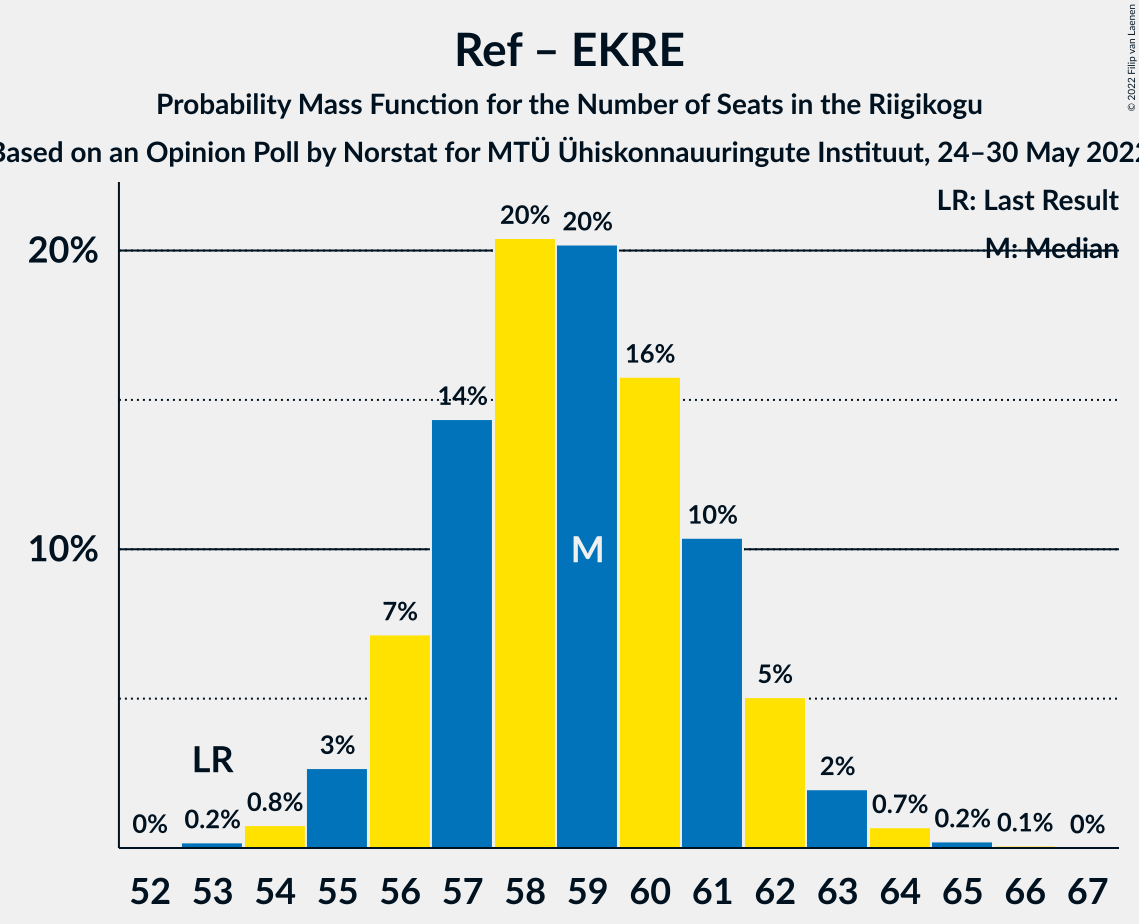 Ref – EKRE
Probability Mass Function for the Number of Seats in the Riigikogu
Based on an Opinion Poll by Norstat for MTÜ Ühiskonnauuringute Instituut, 24–30 May 2022
© 2022 Filip van Laenen
LR: Last Result
M: Median
20%
10%
0%
0.2%
0.8%
3%
7%
14%
20%
20%
16%
10%
5%
2%
0.7%
0.2%
0.1%
0%
LR
M
52 53 54 55 56 57 58 59 60 61 62 63 64 65 66 67